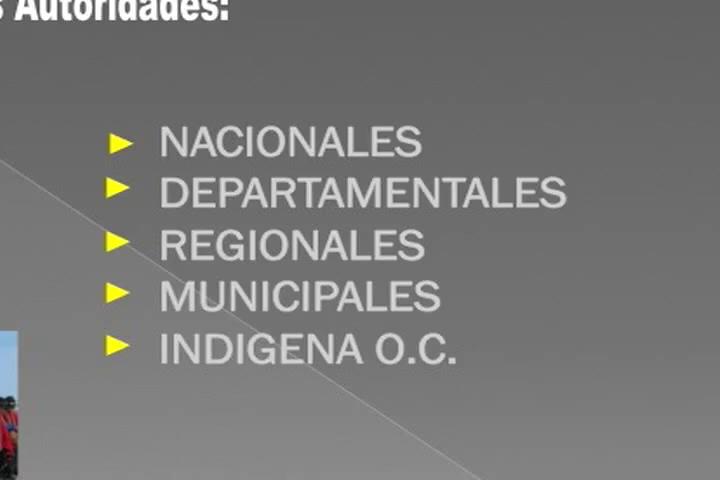 Autoridades:
NACIONALES
DEPARTAMENTALES
REGIONALES
MUNICIPALES
INDIGENA O.C.